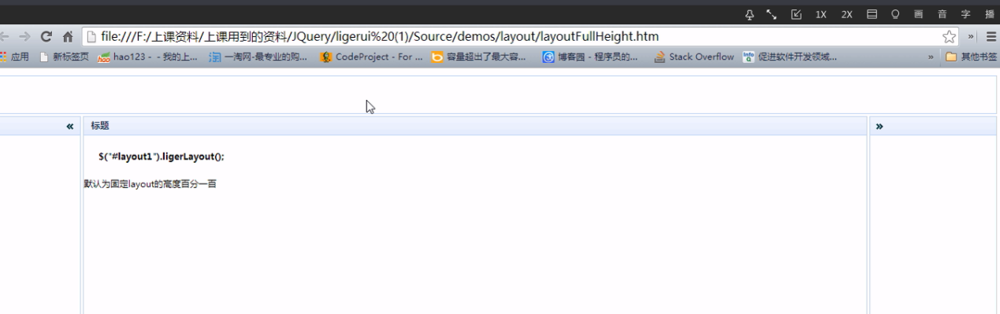 1X 2X 画 音 字 播
file:///F:/上课资料/上课用到的资料/JQuery/ligerui%20(1)/Source/demos/layout/layoutFullHeight.htm »
应用 新标签页 hao123 - - 我的上... 一淘网-最专业的购... CodeProject - For ... 容量超出了最大容... 博客园 - 程序员的... Stack Overflow 促进软件开发领域... » 其他书签
« 标题 »
$("#layout1").ligerLayout();
默认为固定layout的高度百分一百